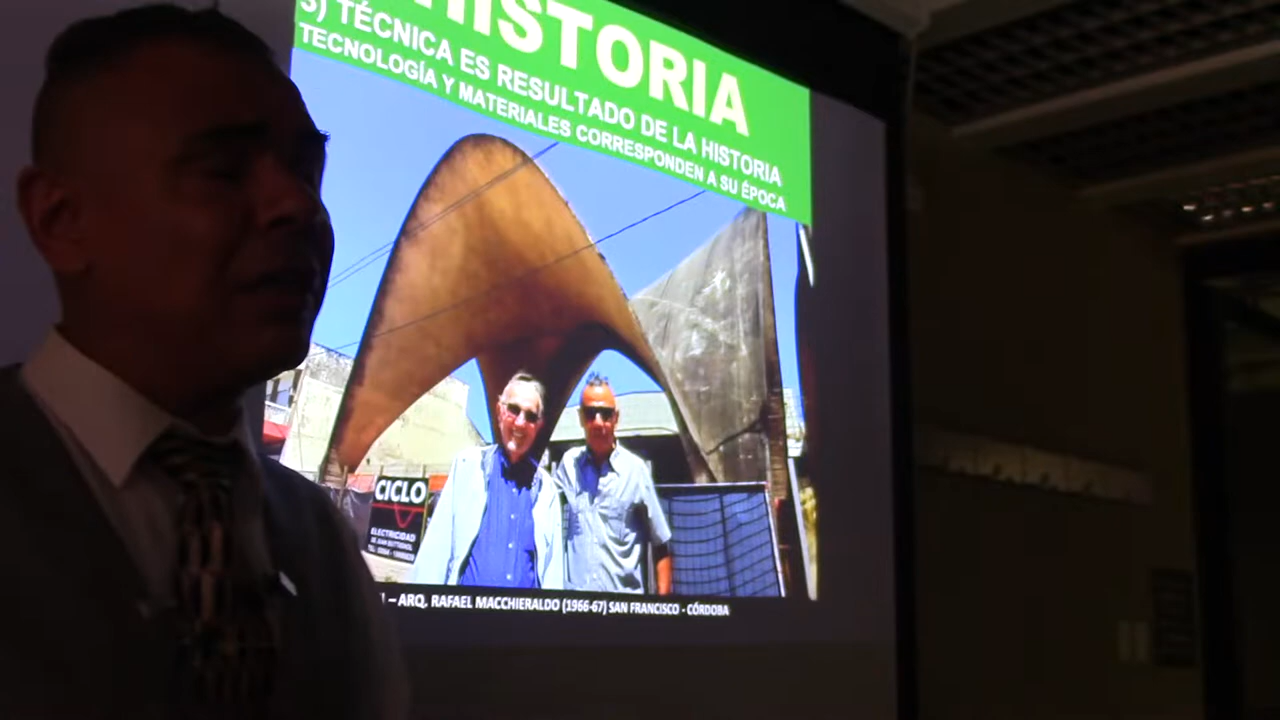 HISTORIA
3) TÉCNICA ES RESULTADO DE LA HISTORIA
TECNOLOGÍA Y MATERIALES CORRESPONDEN A SU ÉPOCA
CICLO
ELECTRICIDAD
– ARQ. RAFAEL MACCHIERALDO (1966-67) SAN FRANCISCO - CÓRDOBA